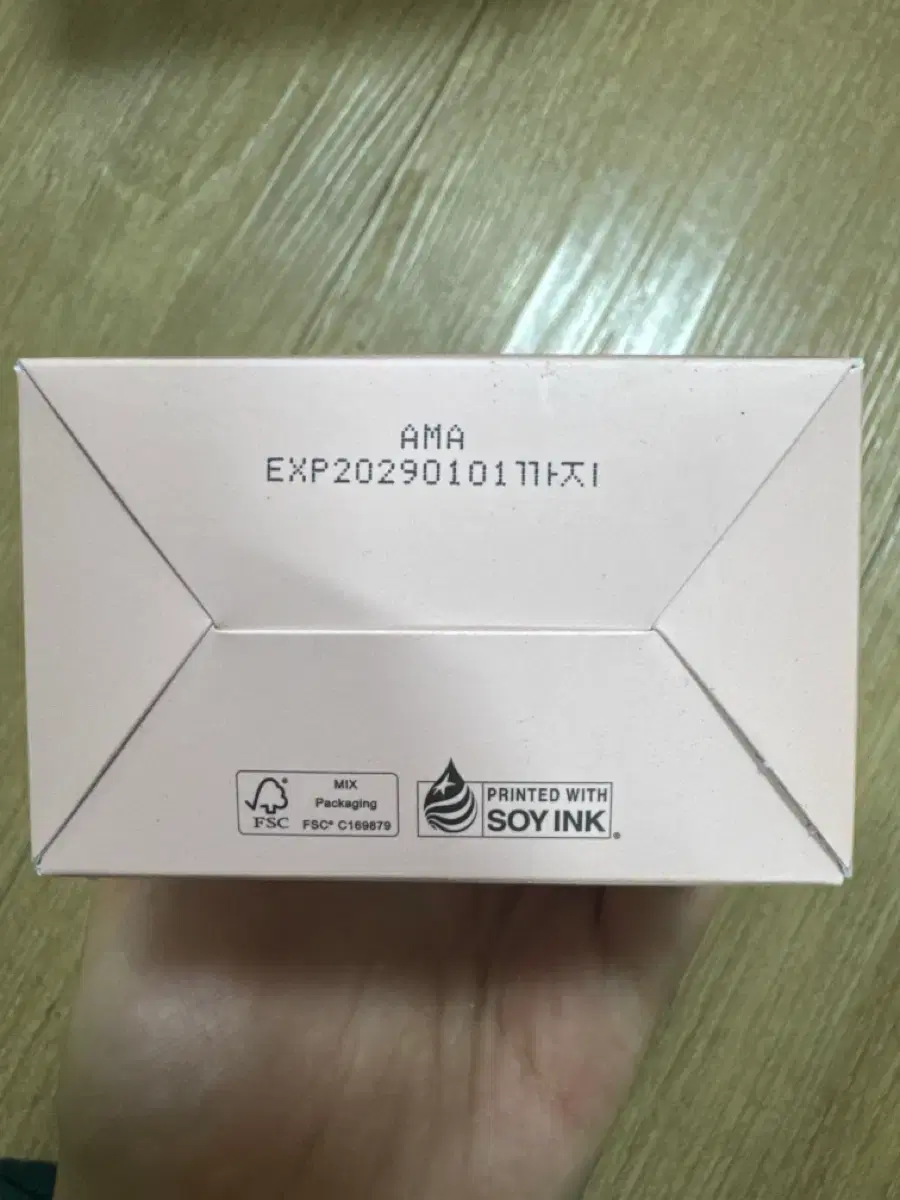 AMA
EXP20290101까지
MIX
Packaging
FSC® C169879
FSC
PRINTED WITH
SOY INK®